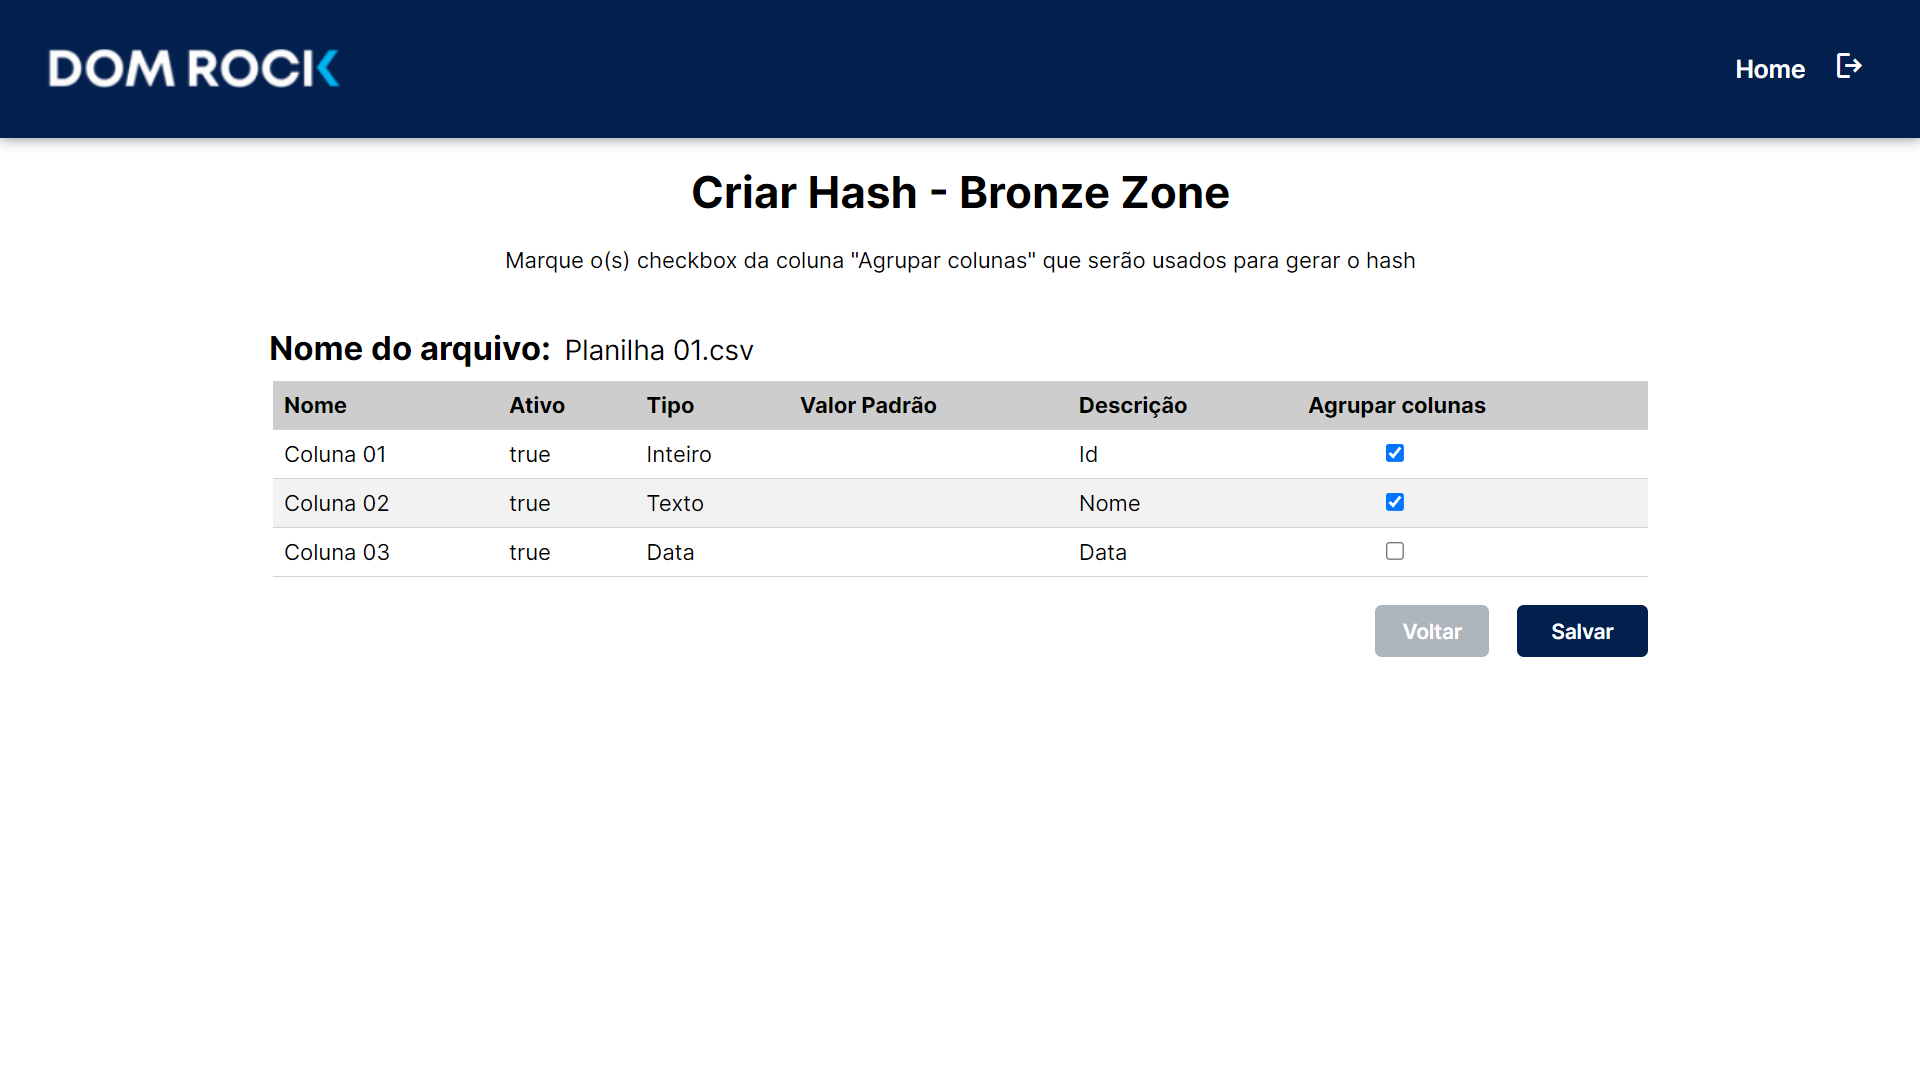 DOM ROCK
Home
Criar Hash - Bronze Zone
Marque o(s) checkbox da coluna "Agrupar colunas" que serão usados para gerar o hash
Nome do arquivo: Planilha 01.csv
Nome Ativo Tipo Valor Padrão Descrição Agrupar colunas
Coluna 01 true Inteiro Id
Coluna 02 true Texto Nome
Coluna 03 true Data Data
Voltar Salvar